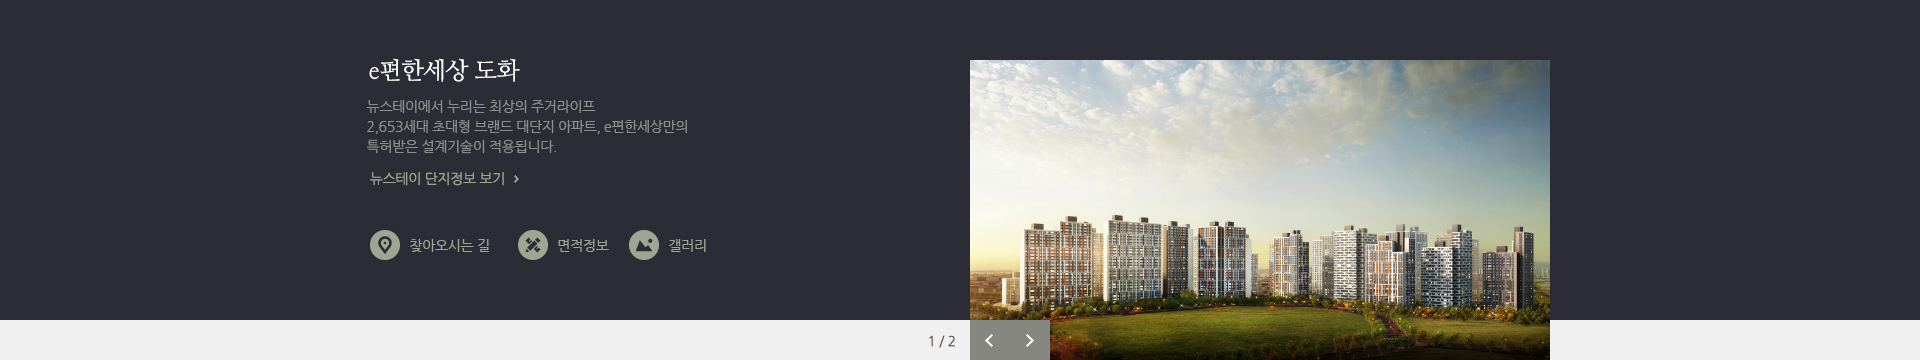 e편한세상 도화
뉴스테이에서 누리는 최상의 주거라이프
2,653세대 초대형 브랜드 대단지 아파트, e편한세상만의
특허받은 설계기술이 적용됩니다.
뉴스테이 단지정보 보기
찾아오시는 길
면적정보
갤러리
1 / 2